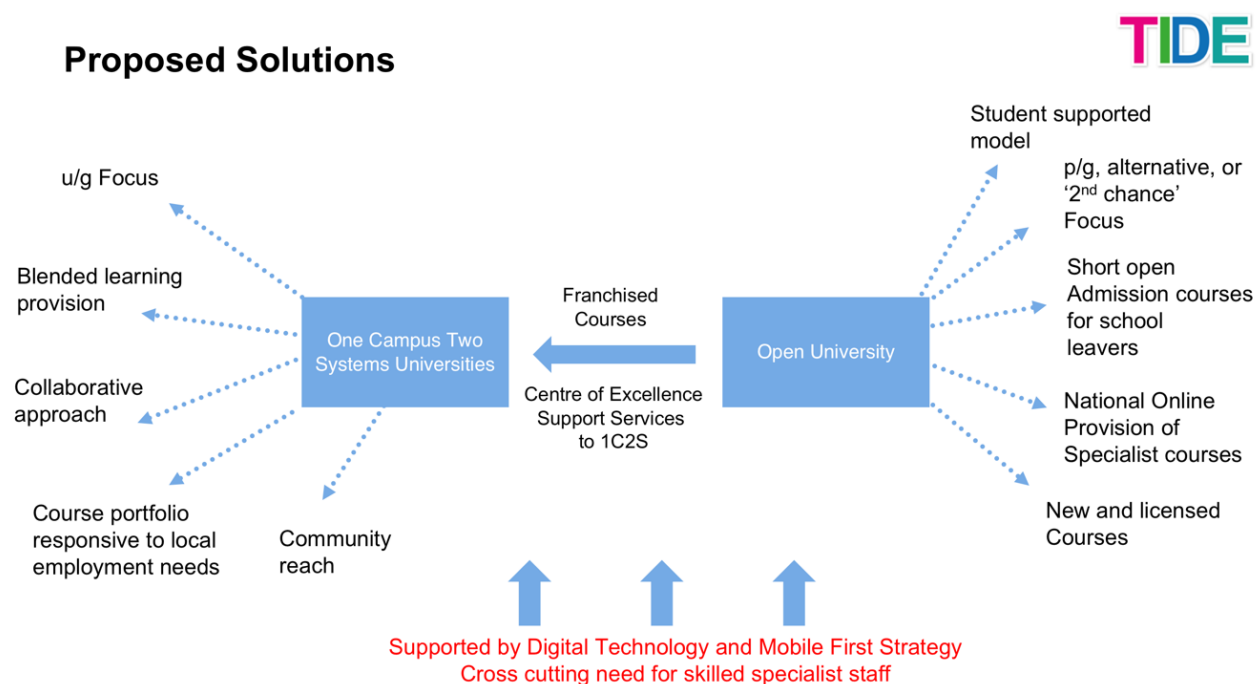 Proposed Solutions
TIDE
u/g Focus
Blended learning
provision
Collaborative
approach
Course portfolio
responsive to local
employment needs
Community
reach
One Campus Two
Systems Universities
Franchised
Courses
Centre of Excellence
Support Services
to 1C2S
Open University
Student supported
model
p/g, alternative, or
‘2nd chance’
Focus
Short open
Admission courses
for school
leavers
National Online
Provision of
Specialist courses
New and licensed
Courses
Supported by Digital Technology and Mobile First Strategy
Cross cutting need for skilled specialist staff